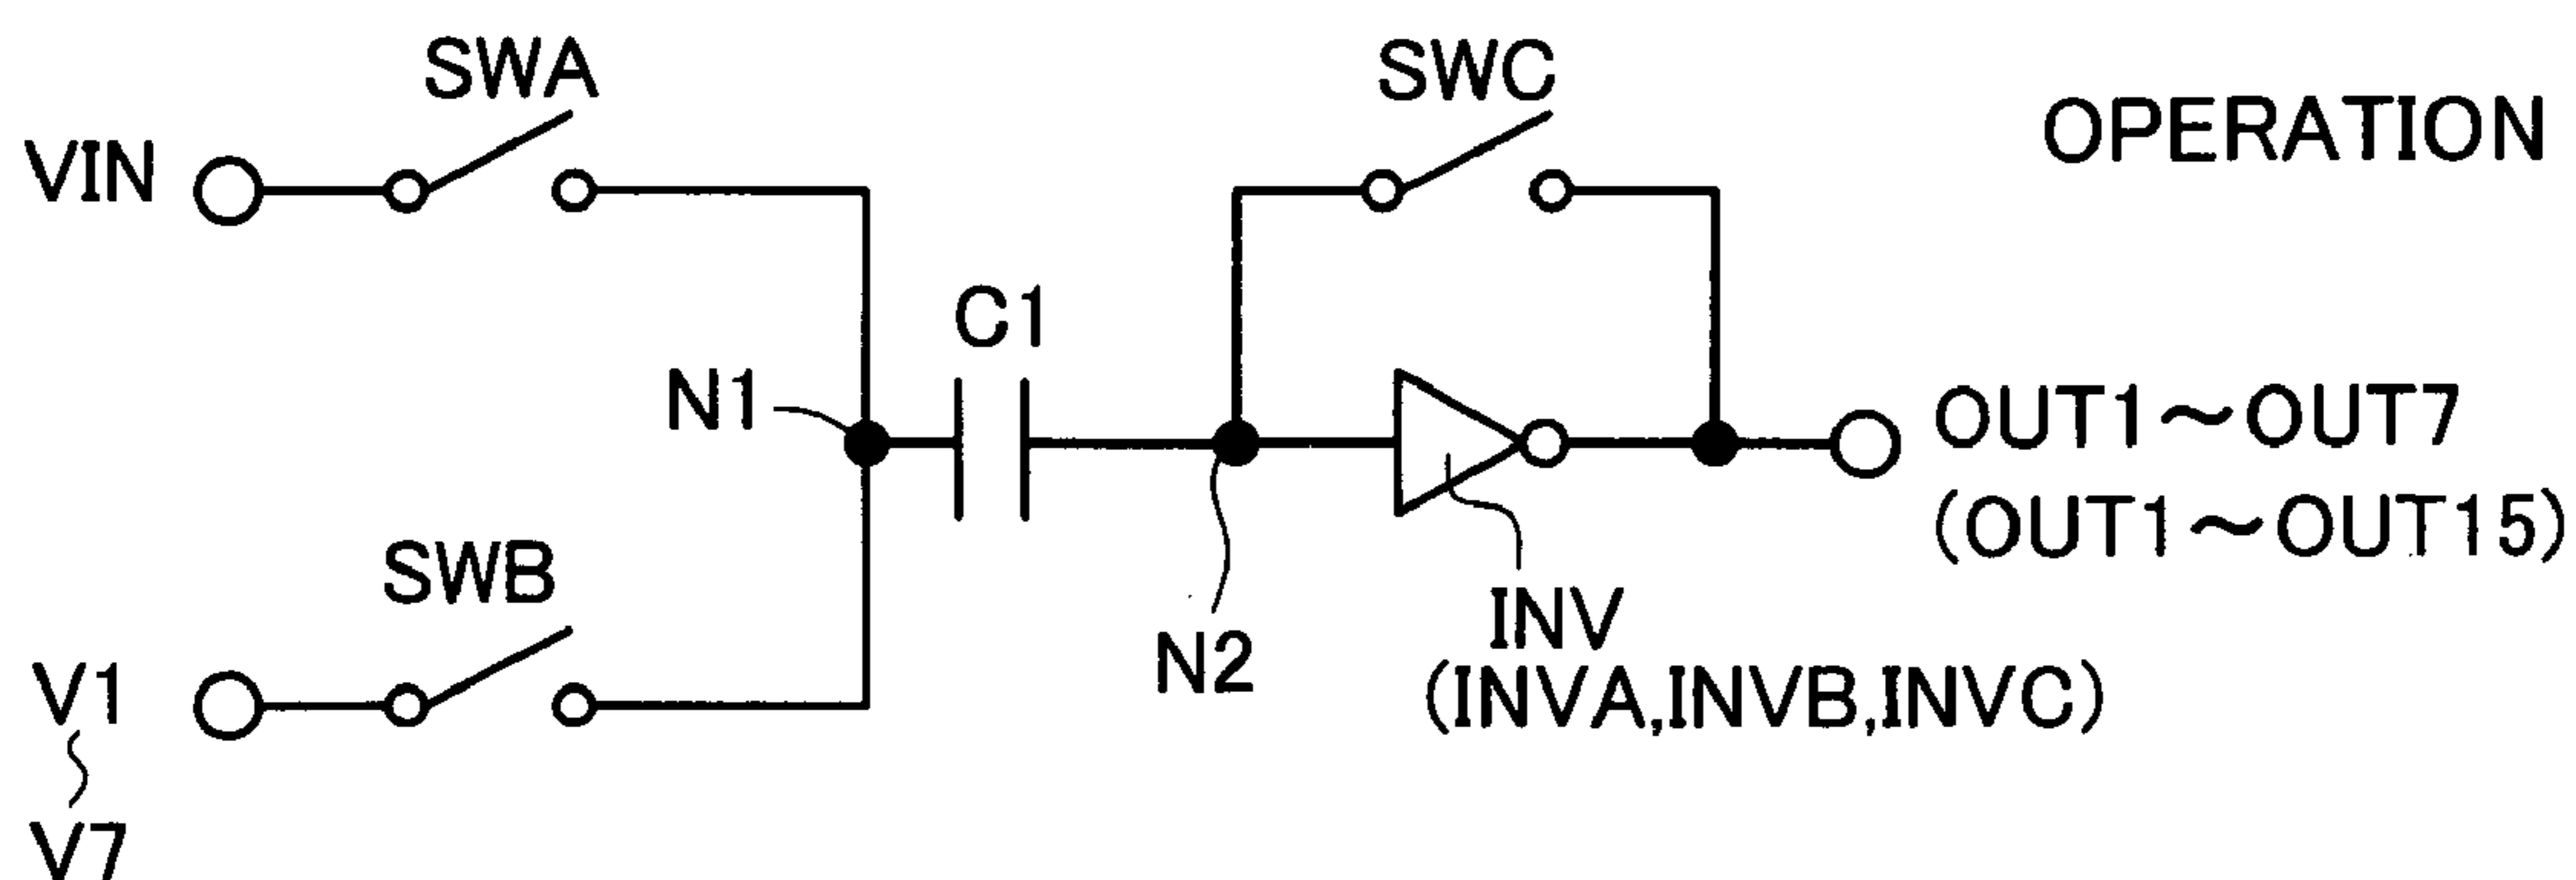 SWA
SWC
OPERATION
VIN
C1
N1
OUT1～OUT7
(OUT1～OUT15)
SWB
INV
N2
(INVA,INVB,INVC)
V1
V7